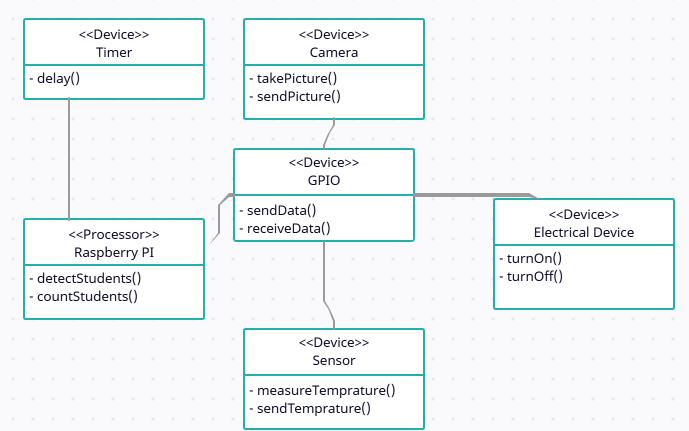 <<Device>>
Timer
- delay()
<<Device>>
Camera
- takePicture()
- sendPicture()
<<Device>>
GPIO
- sendData()
- receiveData()
<<Processor>>
Raspberry PI
- detectStudents()
- countStudents()
<<Device>>
Electrical Device
- turnOn()
- turnOff()
<<Device>>
Sensor
- measureTemprature()
- sendTemprature()